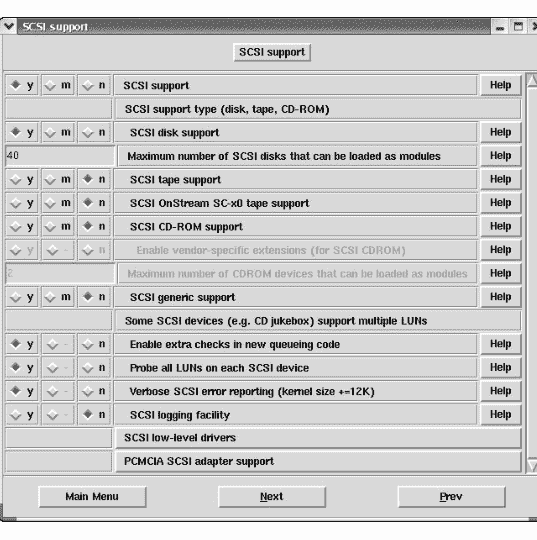 SCSI support
SCSI support
y m n SCSI support Help
SCSI support type (disk, tape, CD-ROM)
y m n SCSI disk support Help
40 Maximum number of SCSI disks that can be loaded as modules Help
y m n SCSI tape support Help
y m n SCSI OnStream SC-x0 tape support Help
y m n SCSI CD-ROM support Help
y - n Enable vendor-specific extensions (for SCSI CDROM) Help
2 Maximum number of CDROM devices that can be loaded as modules Help
y m n SCSI generic support Help
Some SCSI devices (e.g. CD jukebox) support multiple LUNs
y - n Enable extra checks in new queueing code Help
y - n Probe all LUNs on each SCSI device Help
y - n Verbose SCSI error reporting (kernel size +=12K) Help
y - n SCSI logging facility Help
SCSI low-level drivers
PCMCIA SCSI adapter support
Main Menu Next Prev